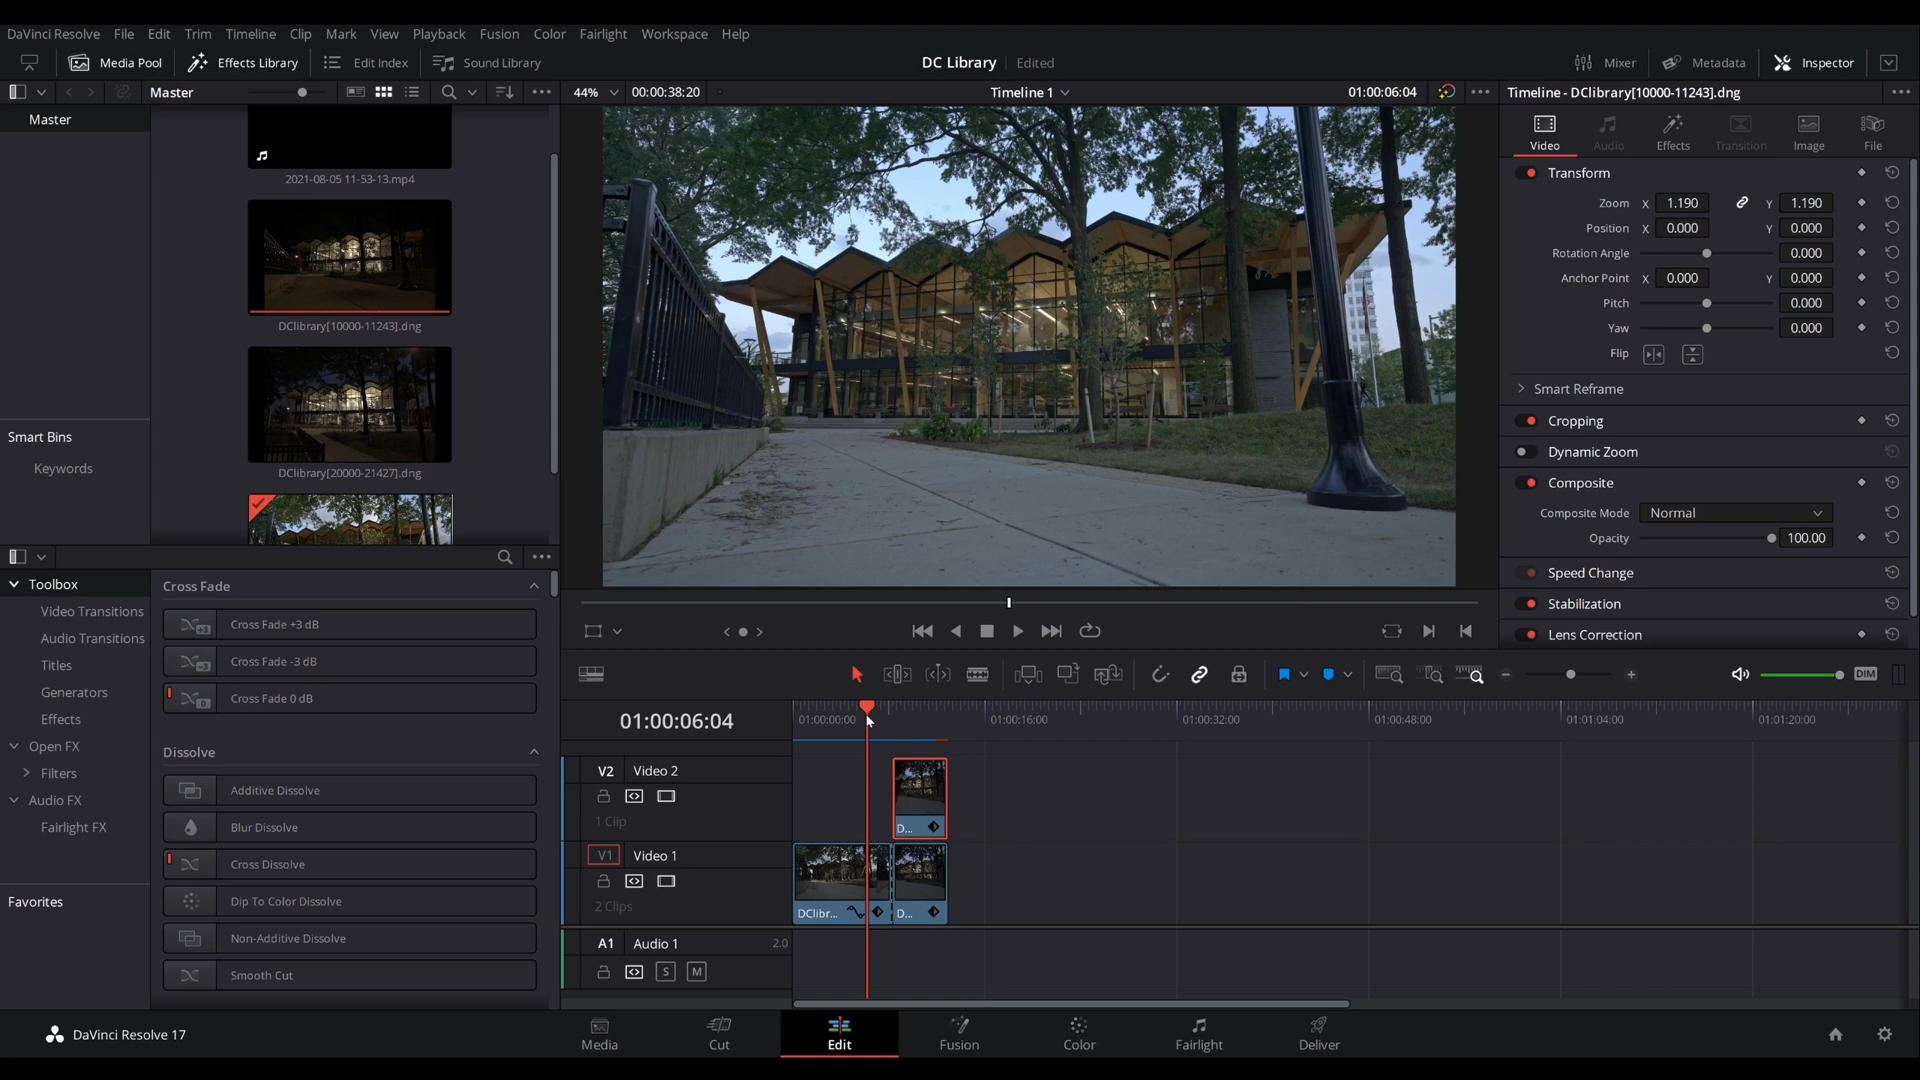 DaVinci Resolve File Edit Trim Timeline Clip Mark View Playback Fusion Color Fairlight Workspace Help
Media Pool Effects Library Edit Index Sound Library DC Library Edited Mixer Metadata Inspector
Master 44% 00:00:38:20 Timeline 1 01:00:06:04 Timeline - DClibrary[10000-11243].dng
Master
Video Audio Effects Transition Image File
2021-08-05 11-53-13.mp4
Transform
Zoom X 1.190 Y 1.190
Position X 0.000 Y 0.000
Rotation Angle 0.000
Anchor Point X 0.000 Y 0.000
Pitch 0.000
DClibrary[10000-11243].dng
Yaw 0.000
Flip
Smart Reframe
Cropping
Smart Bins
Dynamic Zoom
Keywords
DClibrary[20000-21427].dng
Composite
Composite Mode Normal
Opacity 100.00
Speed Change
Stabilization
Lens Correction
Toolbox
Video Transitions
Audio Transitions
Titles
Generators
Effects
Open FX
Filters
Audio FX
Fairlight FX
Favorites
Cross Fade
+3
Cross Fade +3 dB
-3
Cross Fade -3 dB
0
Cross Fade 0 dB
Dissolve
Additive Dissolve
Blur Dissolve
Cross Dissolve
Dip To Color Dissolve
Non-Additive Dissolve
Smooth Cut
DIM
01:00:06:04 01:00:00:00 01:00:16:00 01:00:32:00 01:00:48:00 01:01:04:00 01:01:20:00
V2 Video 2
1 Clip
D...
V1 Video 1
2 Clips
DClibr... D...
A1 Audio 1 2.0
S M
DaVinci Resolve 17
Media Cut Edit Fusion Color Fairlight Deliver